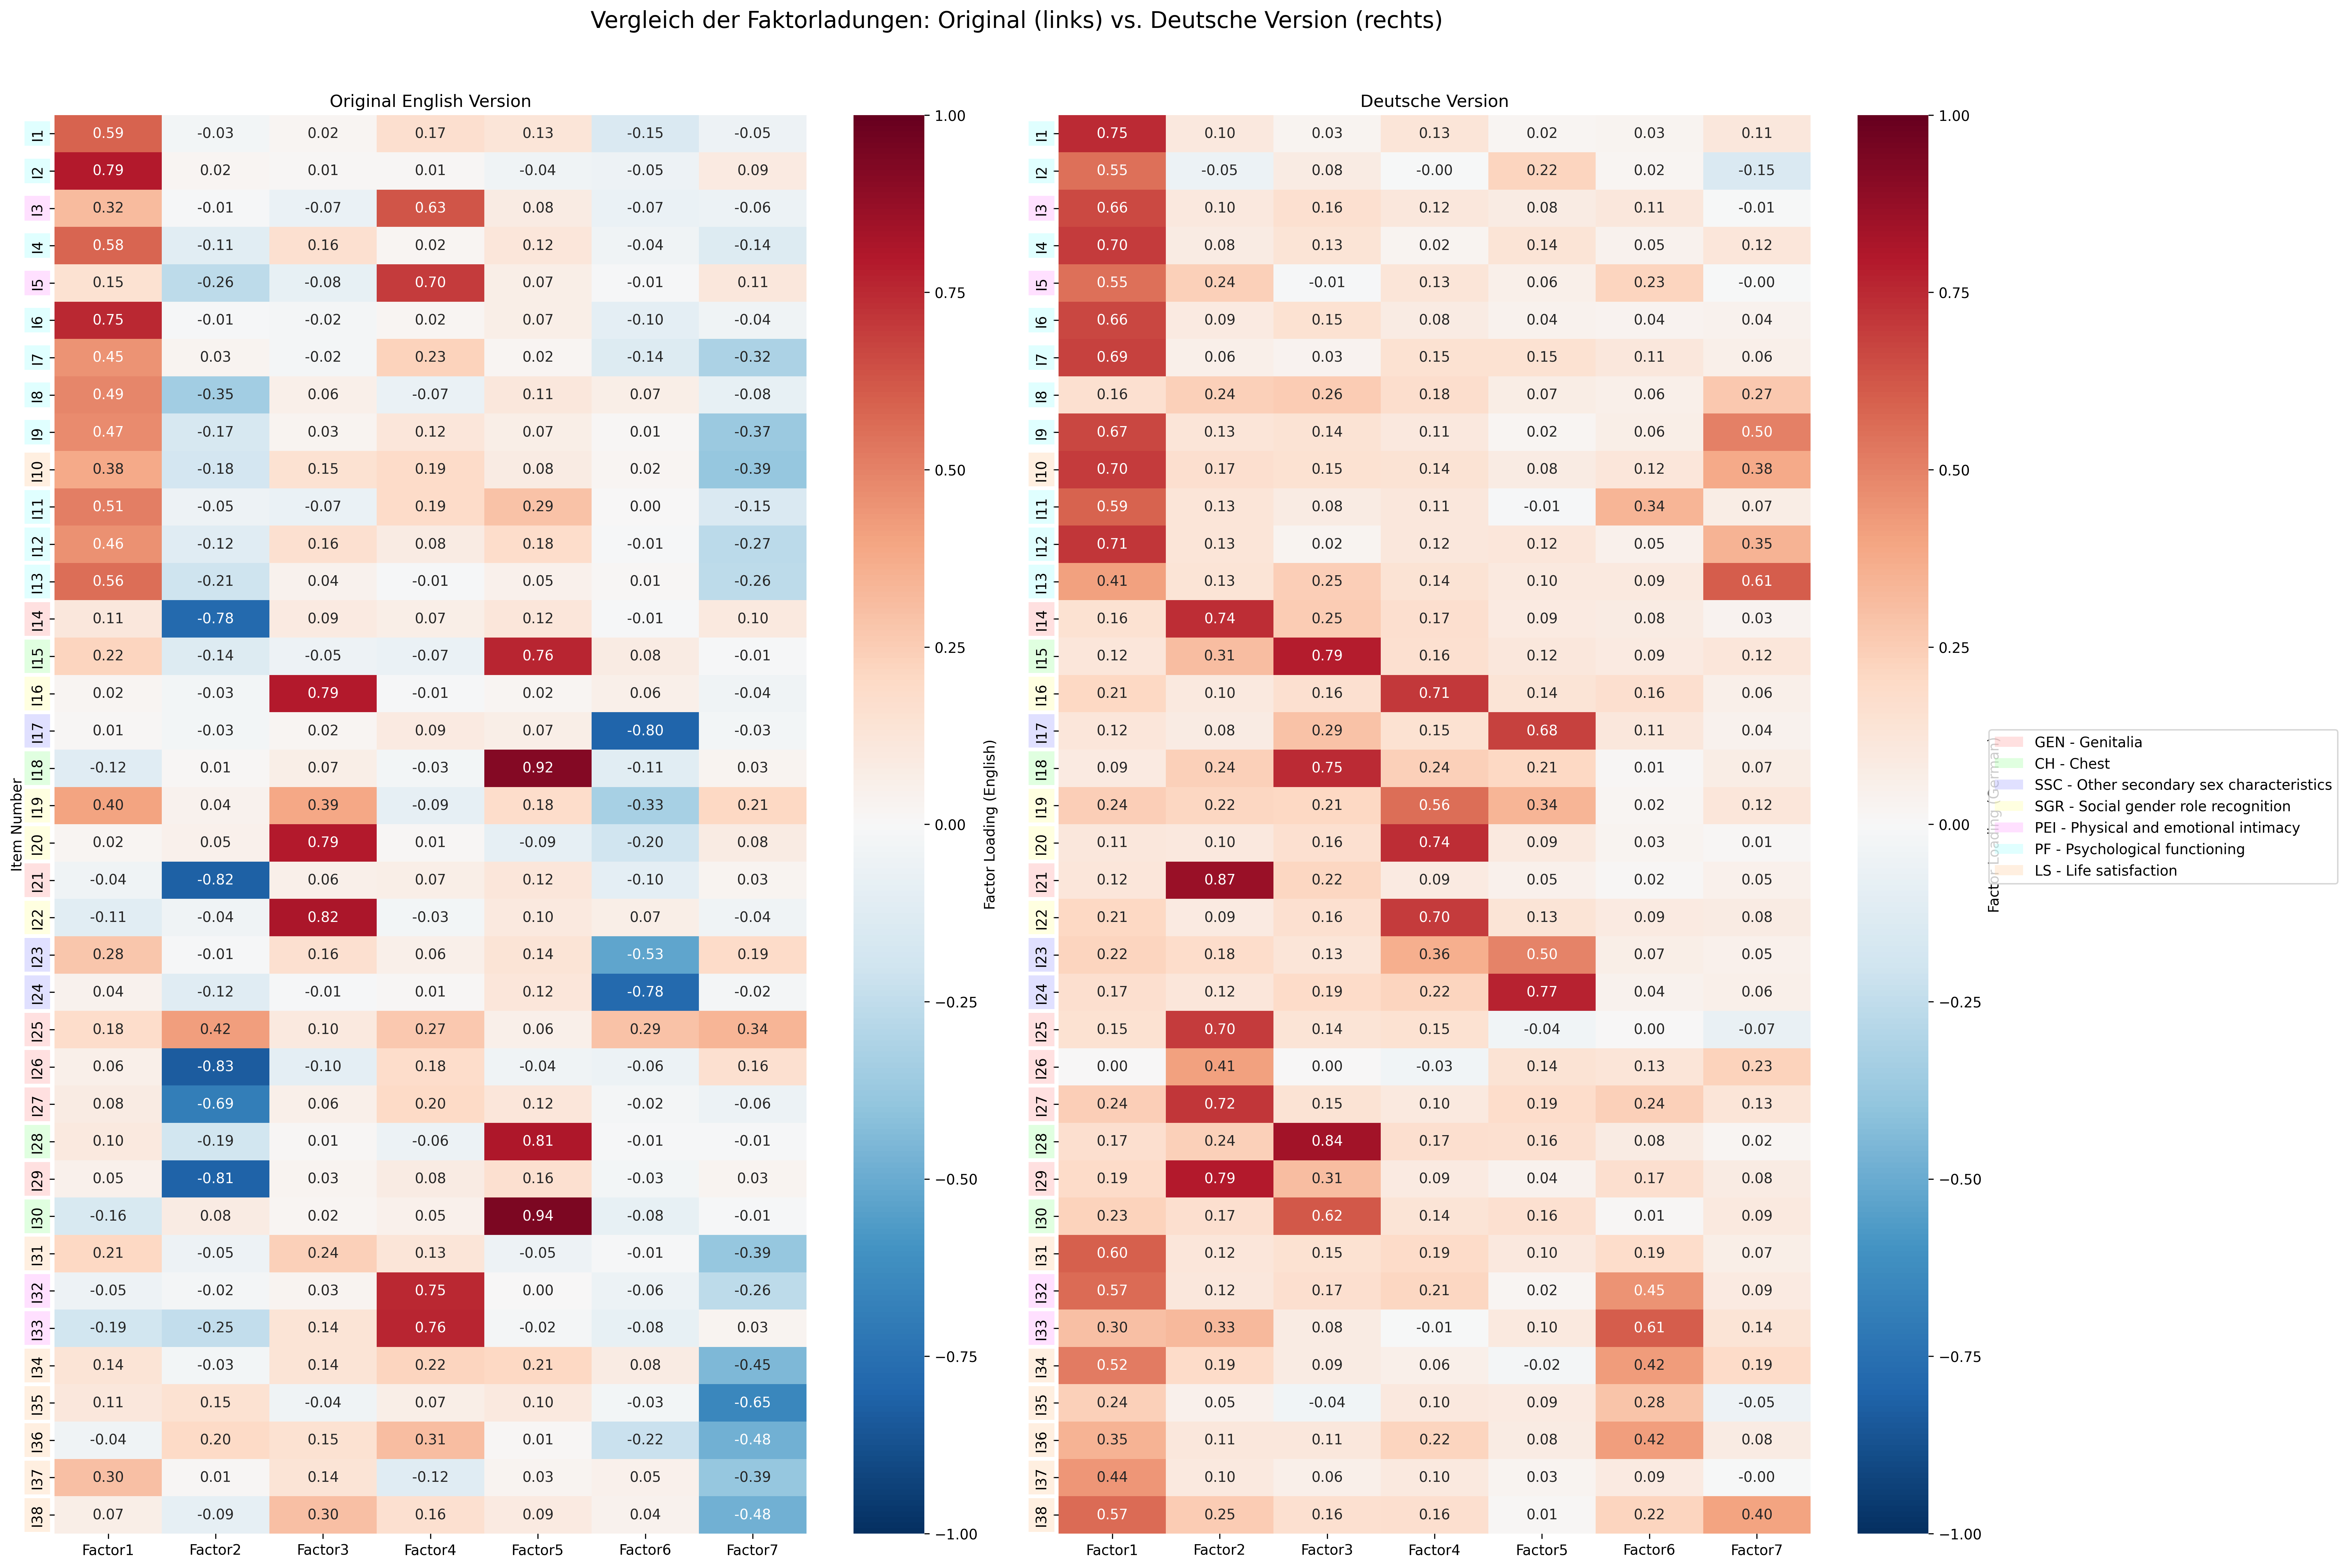 Vergleich der Faktorladungen: Original (links) vs. Deutsche Version (rechts)
Original English Version
I1 0.59 -0.03 0.02 0.17 0.13 -0.15 -0.05
I2 0.79 0.02 0.01 0.01 -0.04 -0.05 0.09
I3 0.32 -0.01 -0.07 0.63 0.08 -0.07 -0.06
I4 0.58 -0.11 0.16 0.02 0.12 -0.04 -0.14
I5 0.15 -0.26 -0.08 0.70 0.07 -0.01 0.11
I6 0.75 -0.01 -0.02 0.02 0.07 -0.10 -0.04
I7 0.45 0.03 -0.02 0.23 0.02 -0.14 -0.32
I8 0.49 -0.35 0.06 -0.07 0.11 0.07 -0.08
I9 0.47 -0.17 0.03 0.12 0.07 0.01 -0.37
I10 0.38 -0.18 0.15 0.19 0.08 0.02 -0.39
I11 0.51 -0.05 -0.07 0.19 0.29 0.00 -0.15
I12 0.46 -0.12 0.16 0.08 0.18 -0.01 -0.27
I13 0.56 -0.21 0.04 -0.01 0.05 0.01 -0.26
I14 0.11 -0.78 0.09 0.07 0.12 -0.01 0.10
I15 0.22 -0.14 -0.05 -0.07 0.76 0.08 -0.01
I16 0.02 -0.03 0.79 -0.01 0.02 0.06 -0.04
I17 0.01 -0.03 0.02 0.09 0.07 -0.80 -0.03
I18 -0.12 0.01 0.07 -0.03 0.92 -0.11 0.03
I19 0.40 0.04 0.39 -0.09 0.18 -0.33 0.21
I20 0.02 0.05 0.79 0.01 -0.09 -0.20 0.08
I21 -0.04 -0.82 0.06 0.07 0.12 -0.10 0.03
I22 -0.11 -0.04 0.82 -0.03 0.10 0.07 -0.04
I23 0.28 -0.01 0.16 0.06 0.14 -0.53 0.19
I24 0.04 -0.12 -0.01 0.01 0.12 -0.78 -0.02
I25 0.18 0.42 0.10 0.27 0.06 0.29 0.34
I26 0.06 -0.83 -0.10 0.18 -0.04 -0.06 0.16
I27 0.08 -0.69 0.06 0.20 0.12 -0.02 -0.06
I28 0.10 -0.19 0.01 -0.06 0.81 -0.01 -0.01
I29 0.05 -0.81 0.03 0.08 0.16 -0.03 0.03
I30 -0.16 0.08 0.02 0.05 0.94 -0.08 -0.01
I31 0.21 -0.05 0.24 0.13 -0.05 -0.01 -0.39
I32 -0.05 -0.02 0.03 0.75 0.00 -0.06 -0.26
I33 -0.19 -0.25 0.14 0.76 -0.02 -0.08 0.03
I34 0.14 -0.03 0.14 0.22 0.21 0.08 -0.45
I35 0.11 0.15 -0.04 0.07 0.10 -0.03 -0.65
I36 -0.04 0.20 0.15 0.31 0.01 -0.22 -0.48
I37 0.30 0.01 0.14 -0.12 0.03 0.05 -0.39
I38 0.07 -0.09 0.30 0.16 0.09 0.04 -0.48
Factor1 Factor2 Factor3 Factor4 Factor5 Factor6 Factor7
Item Number
1.00
0.75
0.50
0.25
0.00
−0.25
−0.50
−0.75
−1.00
Factor Loading (English)
Deutsche Version
I1 0.75 0.10 0.03 0.13 0.02 0.03 0.11
I2 0.55 -0.05 0.08 -0.00 0.22 0.02 -0.15
I3 0.66 0.10 0.16 0.12 0.08 0.11 -0.01
I4 0.70 0.08 0.13 0.02 0.14 0.05 0.12
I5 0.55 0.24 -0.01 0.13 0.06 0.23 -0.00
I6 0.66 0.09 0.15 0.08 0.04 0.04 0.04
I7 0.69 0.06 0.03 0.15 0.15 0.11 0.06
I8 0.16 0.24 0.26 0.18 0.07 0.06 0.27
I9 0.67 0.13 0.14 0.11 0.02 0.06 0.50
I10 0.70 0.17 0.15 0.14 0.08 0.12 0.38
I11 0.59 0.13 0.08 0.11 -0.01 0.34 0.07
I12 0.71 0.13 0.02 0.12 0.12 0.05 0.35
I13 0.41 0.13 0.25 0.14 0.10 0.09 0.61
I14 0.16 0.74 0.25 0.17 0.09 0.08 0.03
I15 0.12 0.31 0.79 0.16 0.12 0.09 0.12
I16 0.21 0.10 0.16 0.71 0.14 0.16 0.06
I17 0.12 0.08 0.29 0.15 0.68 0.11 0.04
I18 0.09 0.24 0.75 0.24 0.21 0.01 0.07
I19 0.24 0.22 0.21 0.56 0.34 0.02 0.12
I20 0.11 0.10 0.16 0.74 0.09 0.03 0.01
I21 0.12 0.87 0.22 0.09 0.05 0.02 0.05
I22 0.21 0.09 0.16 0.70 0.13 0.09 0.08
I23 0.22 0.18 0.13 0.36 0.50 0.07 0.05
I24 0.17 0.12 0.19 0.22 0.77 0.04 0.06
I25 0.15 0.70 0.14 0.15 -0.04 0.00 -0.07
I26 0.00 0.41 0.00 -0.03 0.14 0.13 0.23
I27 0.24 0.72 0.15 0.10 0.19 0.24 0.13
I28 0.17 0.24 0.84 0.17 0.16 0.08 0.02
I29 0.19 0.79 0.31 0.09 0.04 0.17 0.08
I30 0.23 0.17 0.62 0.14 0.16 0.01 0.09
I31 0.60 0.12 0.15 0.19 0.10 0.19 0.07
I32 0.57 0.12 0.17 0.21 0.02 0.45 0.09
I33 0.30 0.33 0.08 -0.01 0.10 0.61 0.14
I34 0.52 0.19 0.09 0.06 -0.02 0.42 0.19
I35 0.24 0.05 -0.04 0.10 0.09 0.28 -0.05
I36 0.35 0.11 0.11 0.22 0.08 0.42 0.08
I37 0.44 0.10 0.06 0.10 0.03 0.09 -0.00
I38 0.57 0.25 0.16 0.16 0.01 0.22 0.40
Factor1 Factor2 Factor3 Factor4 Factor5 Factor6 Factor7
1.00
0.75
0.50
0.25
0.00
−0.25
−0.50
−0.75
−1.00
Factor Loading (German)
GEN - Genitalia
CH - Chest
SSC - Other secondary sex characteristics
SGR - Social gender role recognition
PEI - Physical and emotional intimacy
PF - Psychological functioning
LS - Life satisfaction